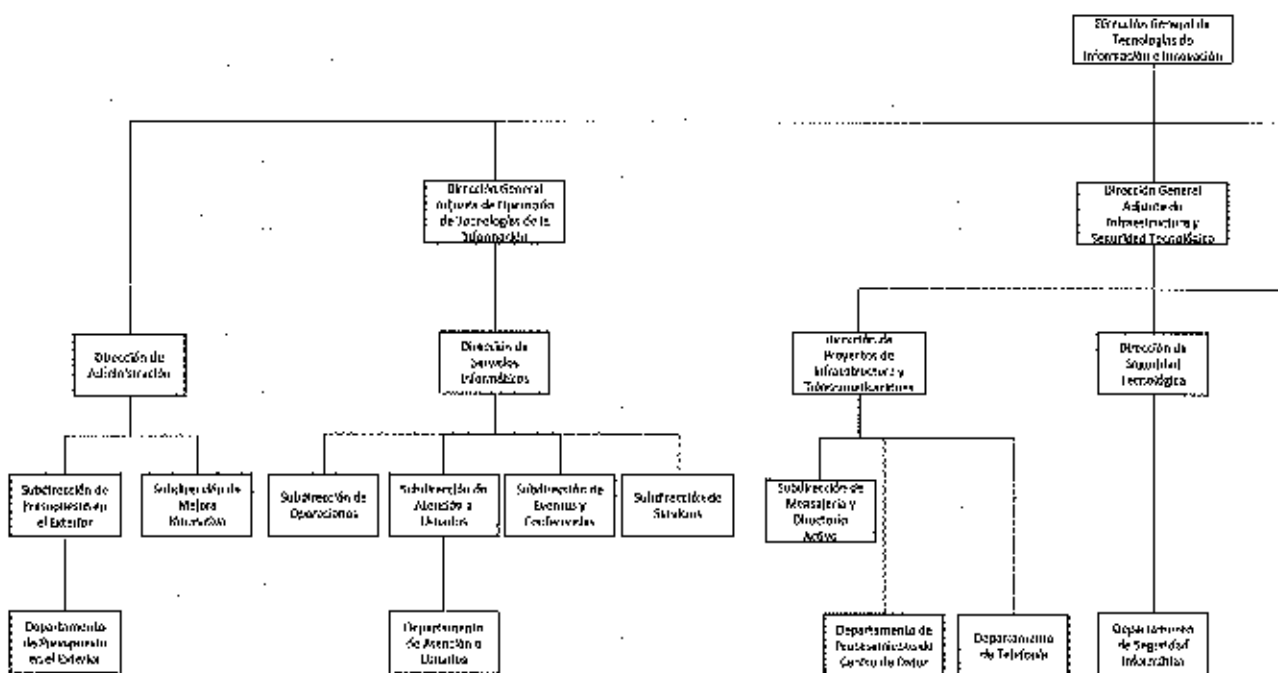 Dirección General de
Tecnologías de
Información e Innovación
Dirección General
Adjunta de Operación
de Tecnologías de la
Información
Dirección General
Adjunta de
Infraestructura y
Seguridad Tecnológica
Dirección de
Administración
Dirección de
Servicios
Informáticos
Dirección de
Proyectos de
Infraestructura y
Telecomunicaciones
Dirección de
Seguridad
Tecnológica
Subdirección de
Presupuesto en
el Exterior
Subdirección de
Mejora
Subdirección de
Operaciones
Subdirección de
Atención a
Usuarios
Subdirección de
Eventos y
Conferencias
Subdirección de
Subdirección de
Mensajería y
Directorio
Activo
Departamento
de Presupuesto
en el Exterior
Departamento
de Atención a
Usuarios
Departamento de
Procesamiento de
Centro de Datos
Departamento
de Telefonía
Departamento
de Seguridad
Informática